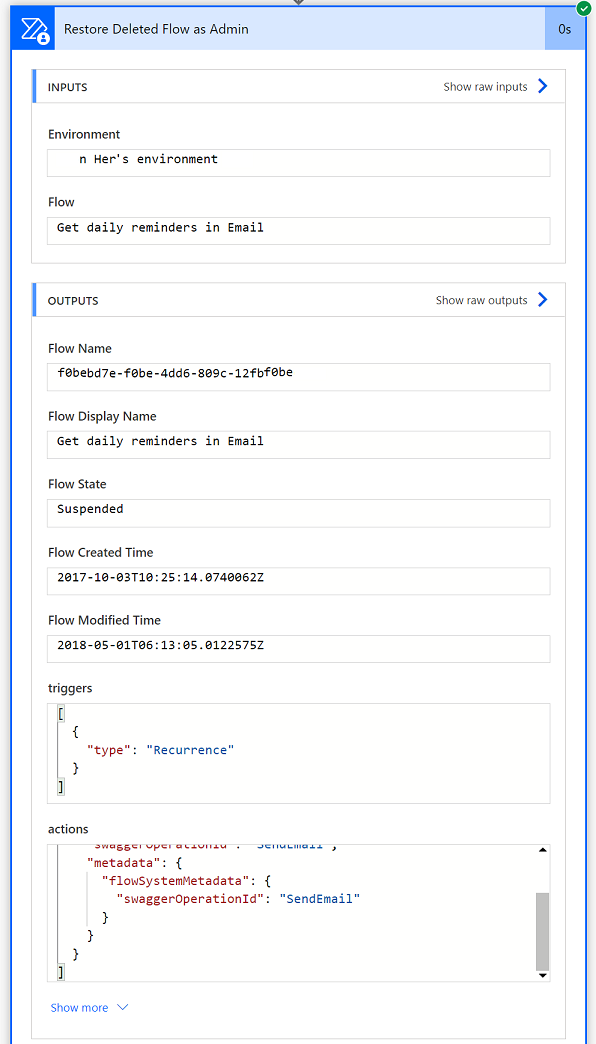 Restore Deleted Flow as Admin
0s
INPUTS
Show raw inputs
Environment
n Her's environment
Flow
Get daily reminders in Email
OUTPUTS
Show raw outputs
Flow Name
f0bebd7e-f0be-4dd6-809c-12fbf0be
Flow Display Name
Get daily reminders in Email
Flow State
Suspended
Flow Created Time
2017-10-03T10:25:14.0740062Z
Flow Modified Time
2018-05-01T06:13:05.0122575Z
triggers
[
{
"type": "Recurrence"
}
]
actions
"swaggerOperationId": "SendEmail",
"metadata": {
"flowSystemMetadata": {
"swaggerOperationId": "SendEmail"
}
}
}
]
Show more